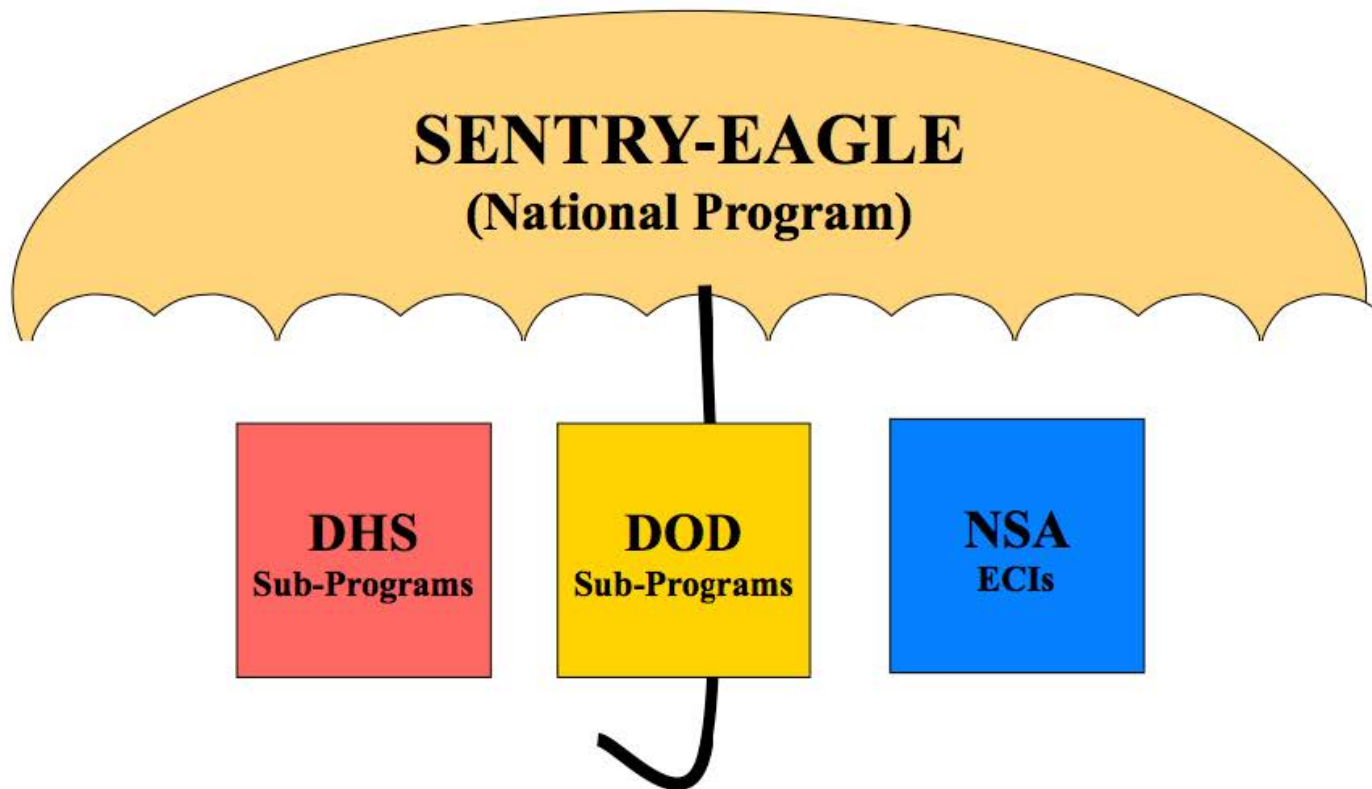 SENTRY-EAGLE
(National Program)
DHS
Sub-Programs
DOD
Sub-Programs
NSA
ECIs